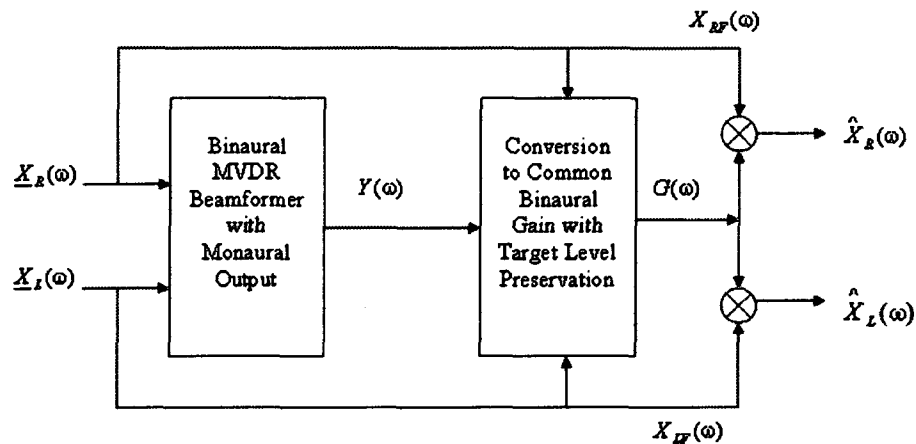 X_RF(ω)
Binaural
MVDR
Beamformer
with
Monaural
Output
Conversion
to Common
Binaural
Gain with
Target Level
Preservation
X_R(ω)
Y(ω)
G(ω)
X̂_R(ω)
X_L(ω)
X̂_L(ω)
X_LF(ω)